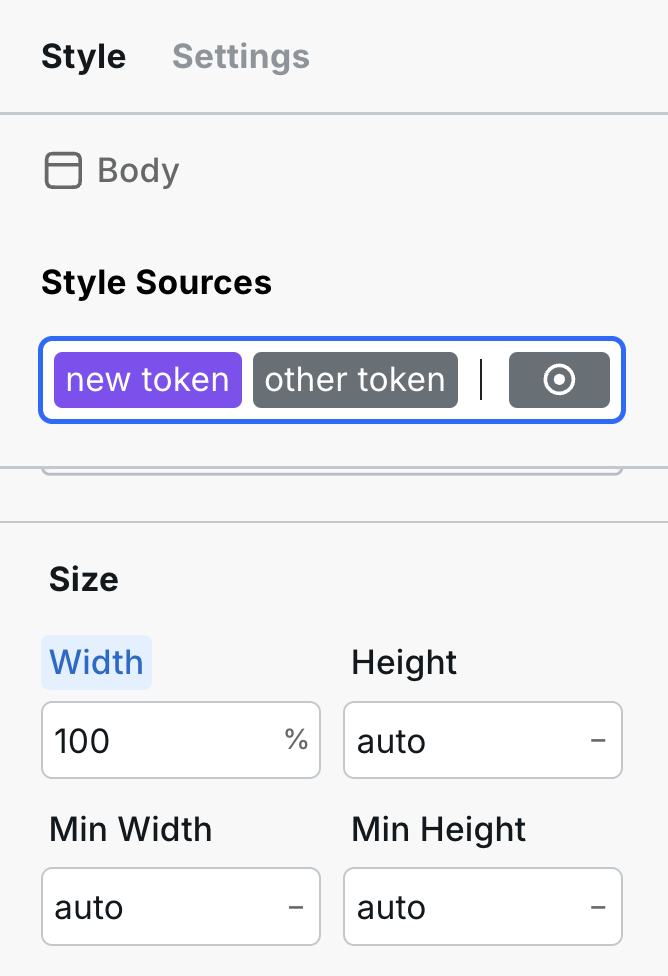 Style Settings
Body
Style Sources
new token other token
Size
Width Height
100 % auto –
Min Width Min Height
auto – auto –